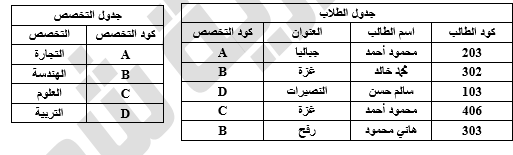 جدول الطلاب
كود الطالب اسم الطالب العنوان كود التخصص
203 محمود أحمد جباليا A
302 محمد خالد غزة B
103 سالم حسن النصيرات D
406 محمود أحمد غزة C
303 هاني محمود رفح B
جدول التخصص
كود التخصص التخصص
A التجارة
B الهندسة
C العلوم
D التربية